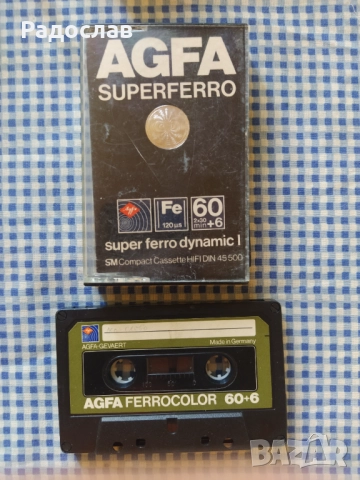 Радослав
AGFA
SUPERFERRO
Fe 60
120 µs 2×30 min +6
super ferro dynamic I
SM Compact Cassette HIFI DIN 45 500
AGFA-GEVAERT Made in Germany
AGFA FERROCOLOR 60+6
BAZAR